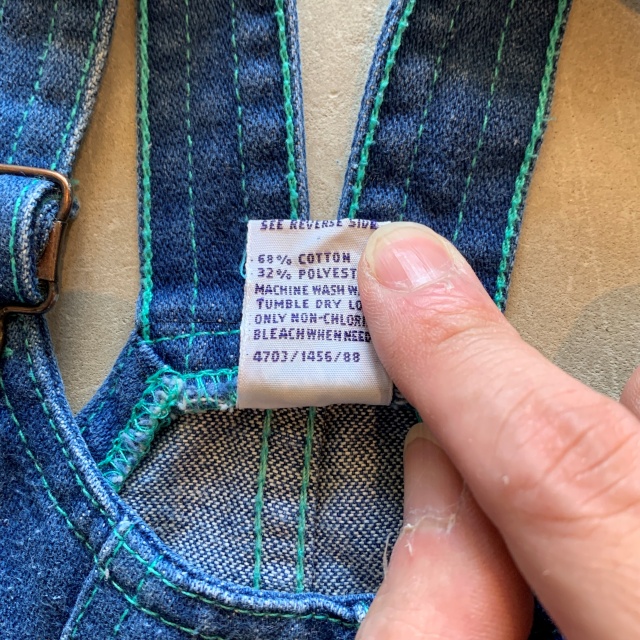 SEE REVERSE SIDE
68% COTTON
32% POLYEST
MACHINE WASH W
TUMBLE DRY LO
ONLY NON-CHLOR
BLEACH WHEN NEED
4703/1456/88